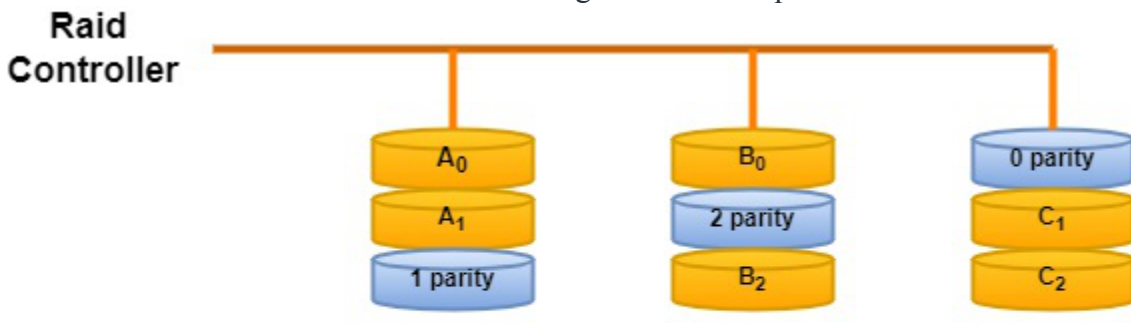 Raid
Controller
A₀ B₀ 0 parity
A₁ 2 parity C₁
1 parity B₂ C₂